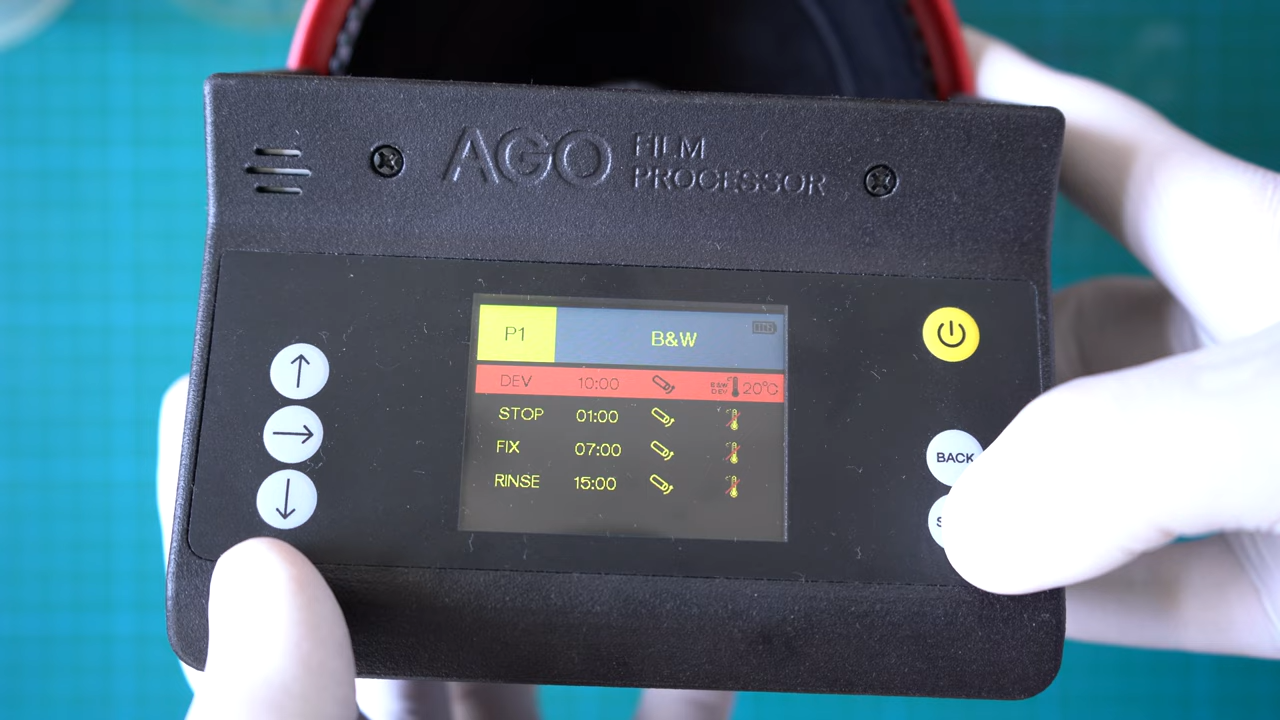 AGO FILM
PROCESSOR
P1 B&W
DEV 10:00 B&W DEV 20°C
STOP 01:00
FIX 07:00
RINSE 15:00
BACK